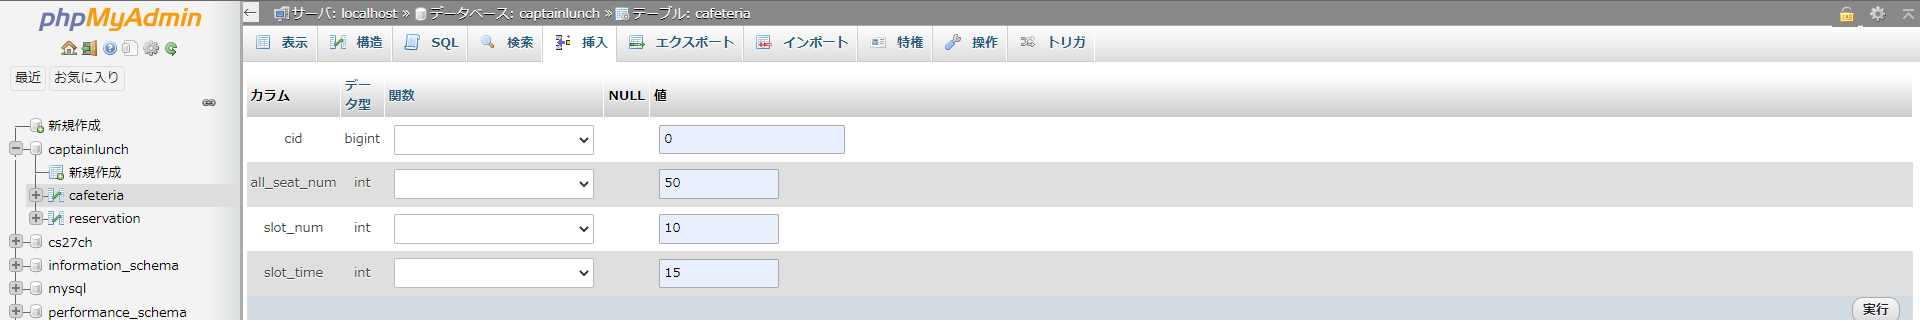 phpMyAdmin
最近 お気に入り
新規作成
captainlunch
新規作成
cafeteria
reservation
cs27ch
information_schema
mysql
performance_schema
サーバ: localhost » データベース: captainlunch » テーブル: cafeteria
表示 構造 SQL 検索 挿入 エクスポート インポート 特権 操作 トリガ
カラム データ型 関数 NULL 値
cid bigint 0
all_seat_num int 50
slot_num int 10
slot_time int 15
実行